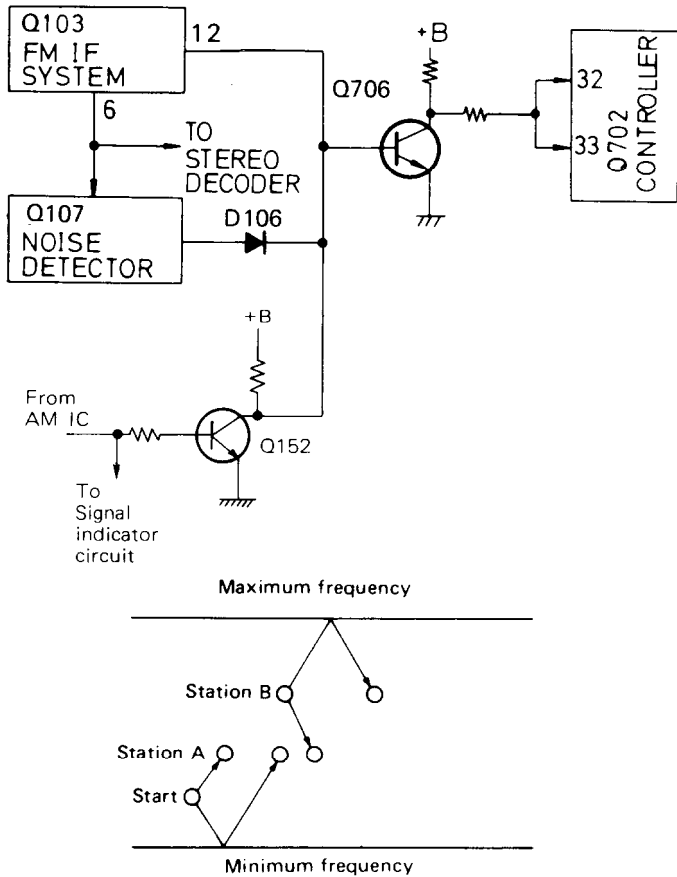 Q103
FM IF
SYSTEM
12
6
TO
STEREO
DECODER
Q107
NOISE
DETECTOR
D106
+B
Q706
32
33
Q702
CONTROLLER
+B
From
AM IC
Q152
To
Signal
indicator
circuit
Maximum frequency
Station B
Station A
Start
Minimum frequency